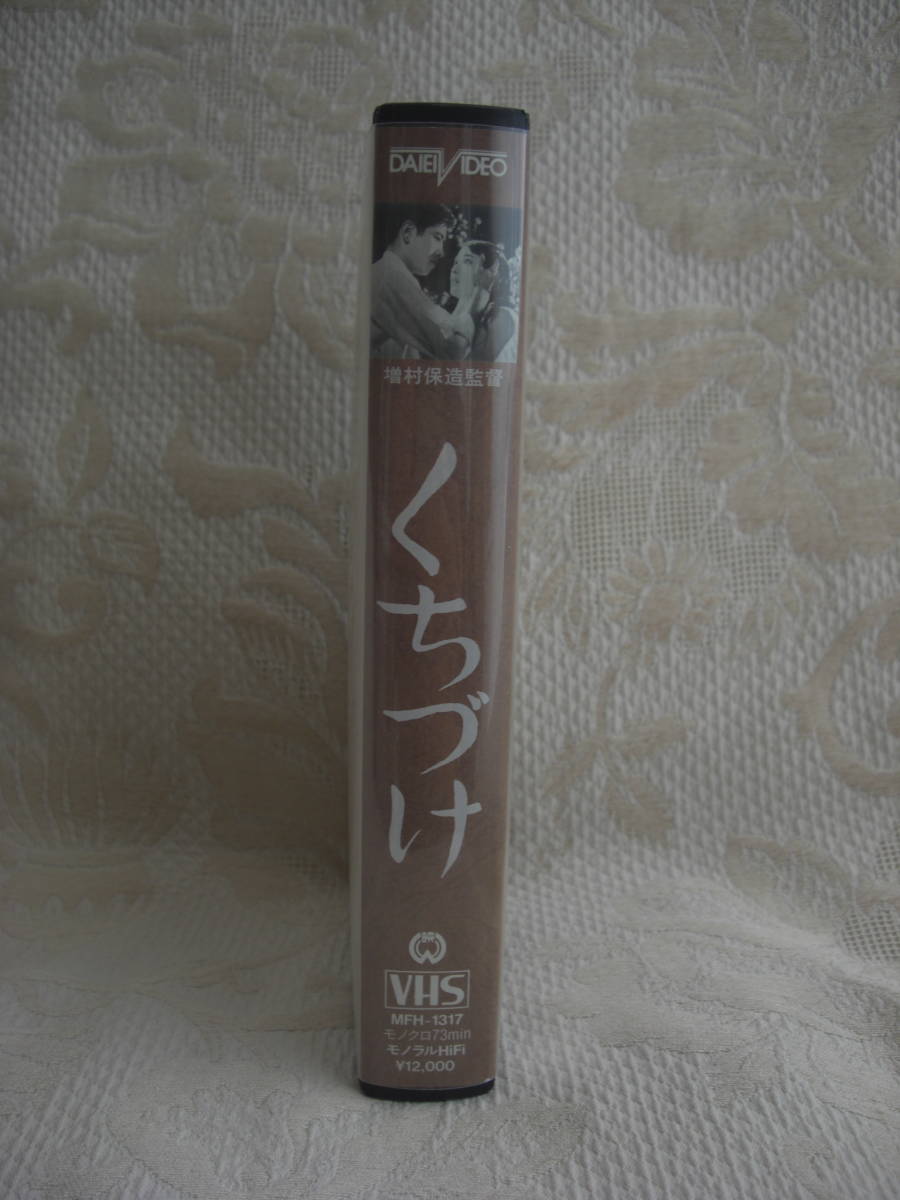 DAIEI VIDEO
増村保造監督
くちづけ
VHS
MFH-1317
モノクロ73min
モノラルHiFi
¥12,000